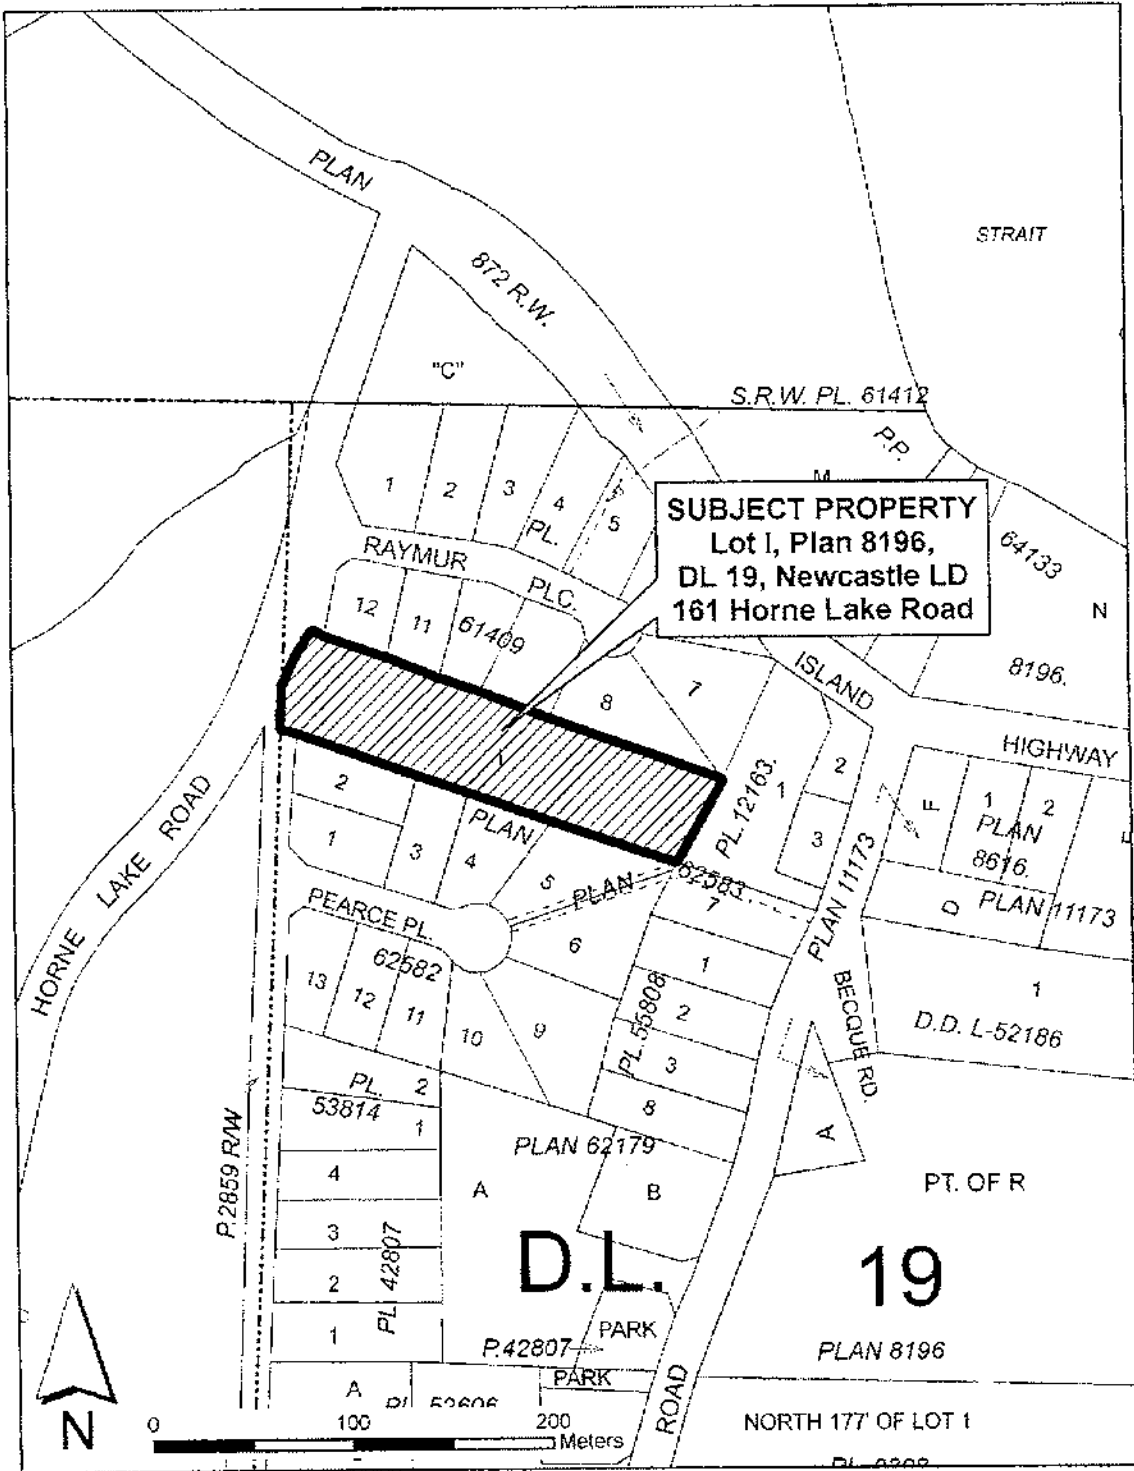 PLAN
STRAIT
872 R.W.
"C"
S.R.W. PL. 61412
P.P.
M
1
2
3
4
5
PL.
SUBJECT PROPERTY
Lot I, Plan 8196,
DL 19, Newcastle LD
161 Horne Lake Road
64133
N
RAYMUR
PLC.
12
11
61409
8196.
ISLAND
8
7
HIGHWAY
I
2
1
PLAN
3
4
5
PLAN
PL. 12163.
1
2
3
62583.
7
PLAN 11173
F
1
2
PLAN
8616.
E
D
PLAN 11173
HORNE LAKE ROAD
PEARCE PL.
62582
13
12
11
10
9
6
1
2
3
8
PL. 55808
BECQUE RD.
1
D.D. L-52186
PL.
53814
2
1
P.2859 R/W
PLAN 62179
A
B
A
PT. OF R
4
3
2
1
PL. 42807
D.L. 19
PLAN 8196
P.42807
PARK
PARK
A
PL. 52606
ROAD
NORTH 177' OF LOT 1
N
0 100 200
Meters